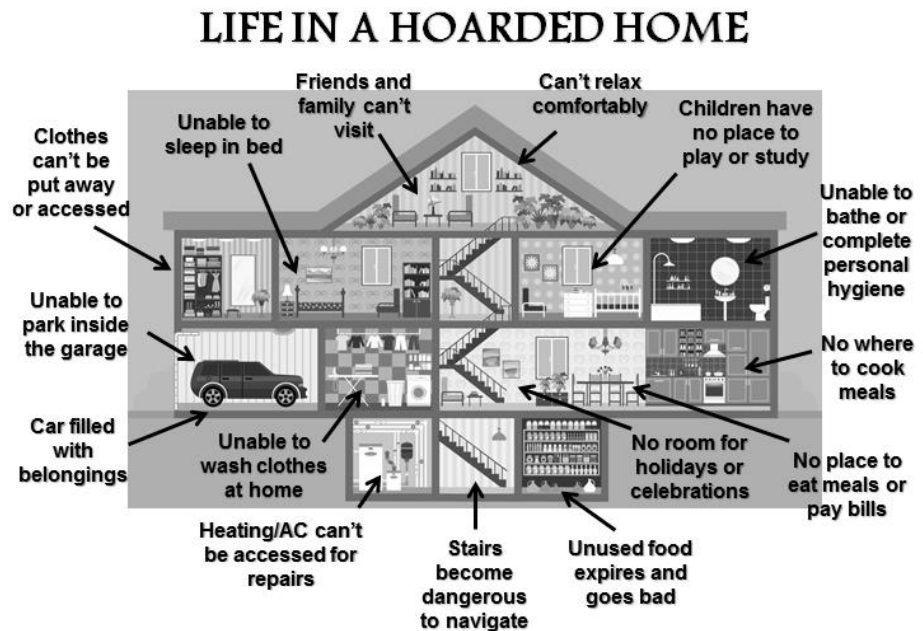 LIFE IN A HOARDED HOME
Friends and
family can't
visit
Can't relax
comfortably
Children have
no place to
play or study
Clothes
can't be
put away
or accessed
Unable to
sleep in bed
Unable to
bathe or
complete
personal
hygiene
Unable to
park inside
the garage
No where
to cook
meals
Car filled
with
belongings
Unable to
wash clothes
at home
No room for
holidays or
celebrations
No place to
eat meals or
pay bills
Heating/AC can't
be accessed for
repairs
Stairs
become
dangerous
to navigate
Unused food
expires and
goes bad